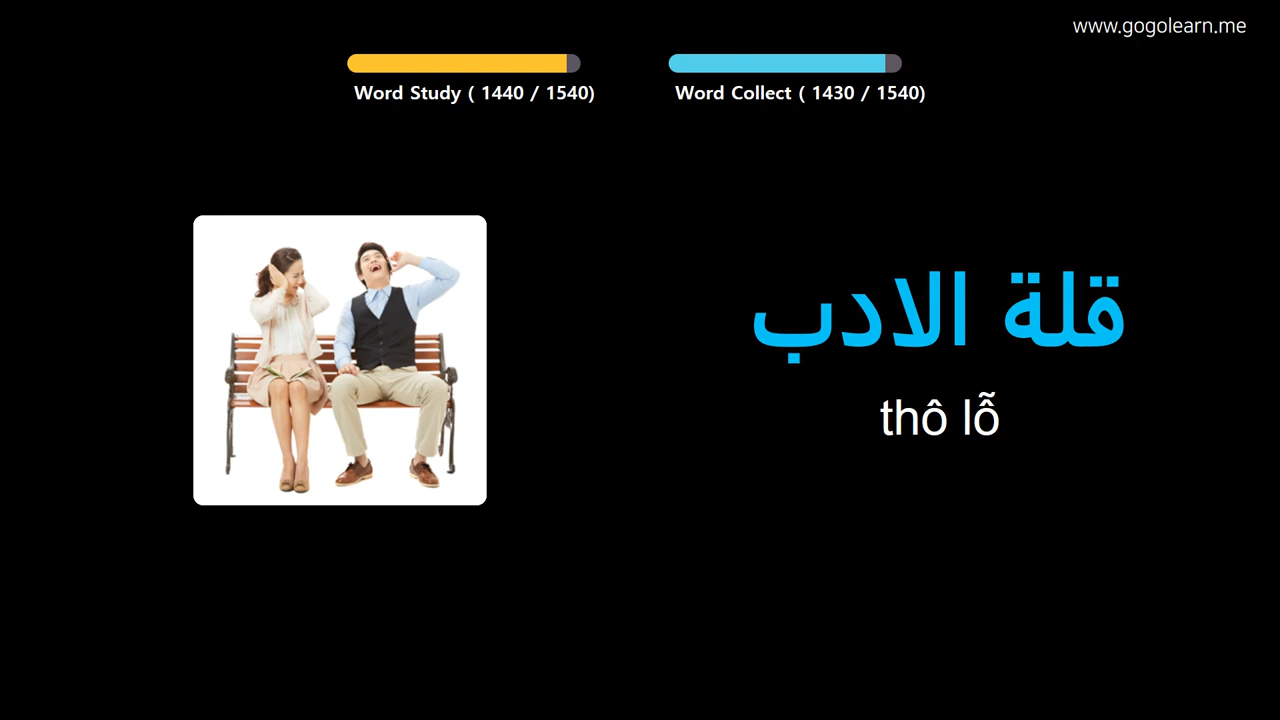 www.gogolearn.me
Word Study ( 1440 / 1540)
Word Collect ( 1430 / 1540)
قلة الادب
thô lỗ